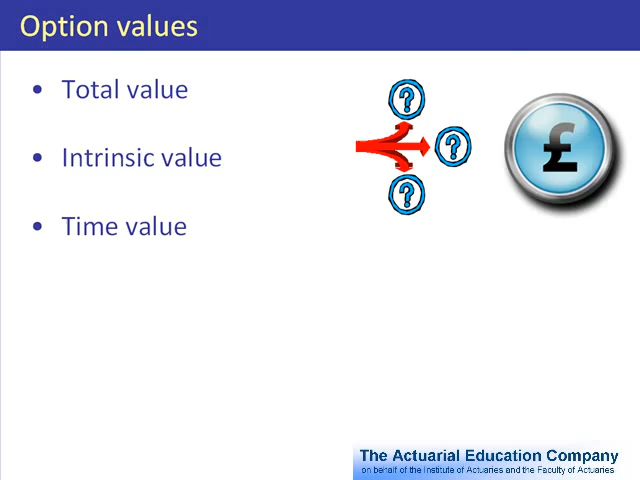 Option values
• Total value
• Intrinsic value
• Time value
?
?
?
£
The Actuarial Education Company
on behalf of the Institute of Actuaries and the Faculty of Actuaries